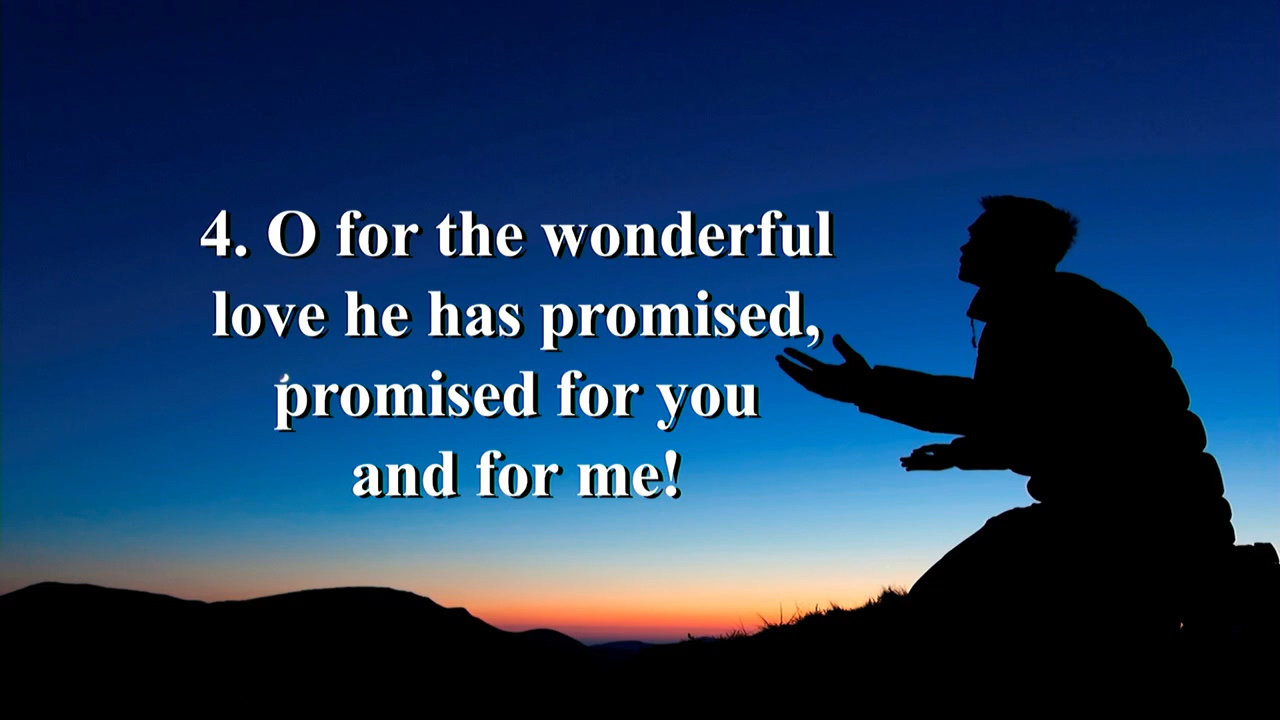 4. O for the wonderful
love he has promised,
promised for you
and for me!